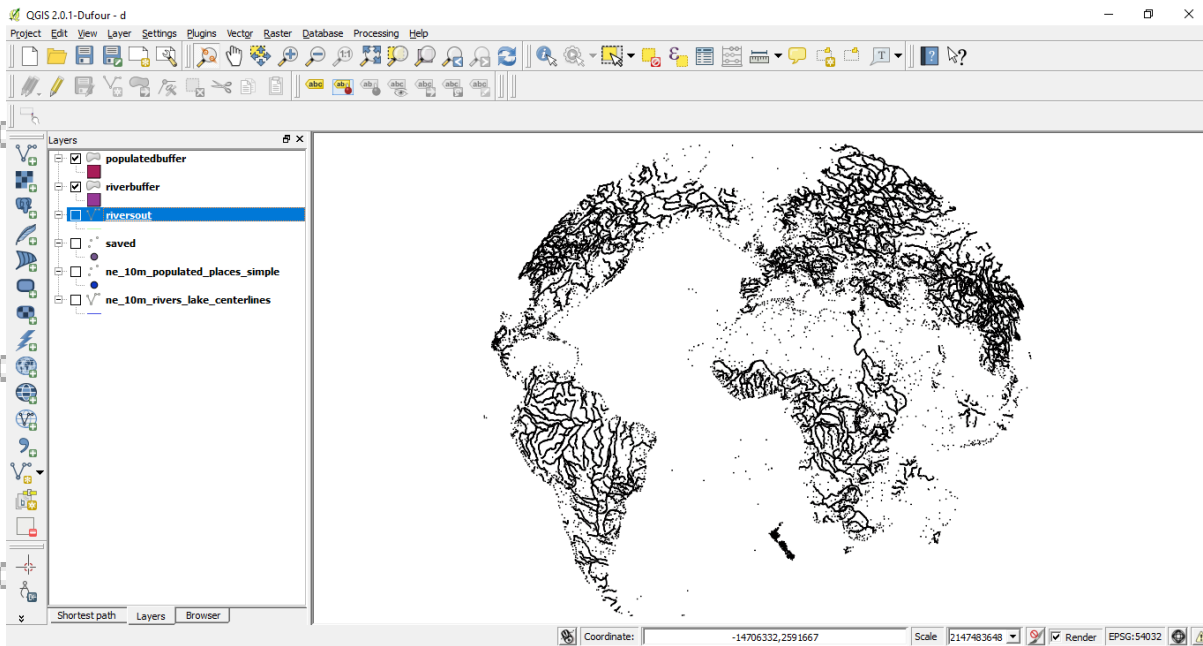 QGIS 2.0.1-Dufour - d
Project Edit View Layer Settings Plugins Vector Raster Database Processing Help
abc
Layers
populatedbuffer
riverbuffer
riversout
saved
ne_10m_populated_places_simple
ne_10m_rivers_lake_centerlines
Shortest path Layers Browser
Coordinate: -14706332,2591667 Scale 2147483648 Render EPSG:54032